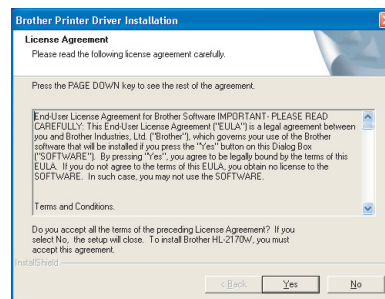 Brother Printer Driver Installation
License Agreement
Please read the following license agreement carefully.
Press the PAGE DOWN key to see the rest of the agreement.
End-User License Agreement for Brother Software IMPORTANT- PLEASE READ
CAREFULLY: This End-User License Agreement ("EULA") is a legal agreement between
you and Brother Industries, Ltd. ("Brother"), which governs your use of the Brother
software that will be installed if you press the "Yes" button on this Dialog Box
("SOFTWARE"). By pressing "Yes", you agree to be legally bound by the terms of this
EULA. If you do not agree to the terms of this EULA, you obtain no license to the
SOFTWARE. In such case, you may not use the SOFTWARE.
Terms and Conditions.
Do you accept all the terms of the preceding License Agreement? If you
select No, the setup will close. To install Brother HL-2170W, you must
accept this agreement.
InstallShield
< Back
Yes
No